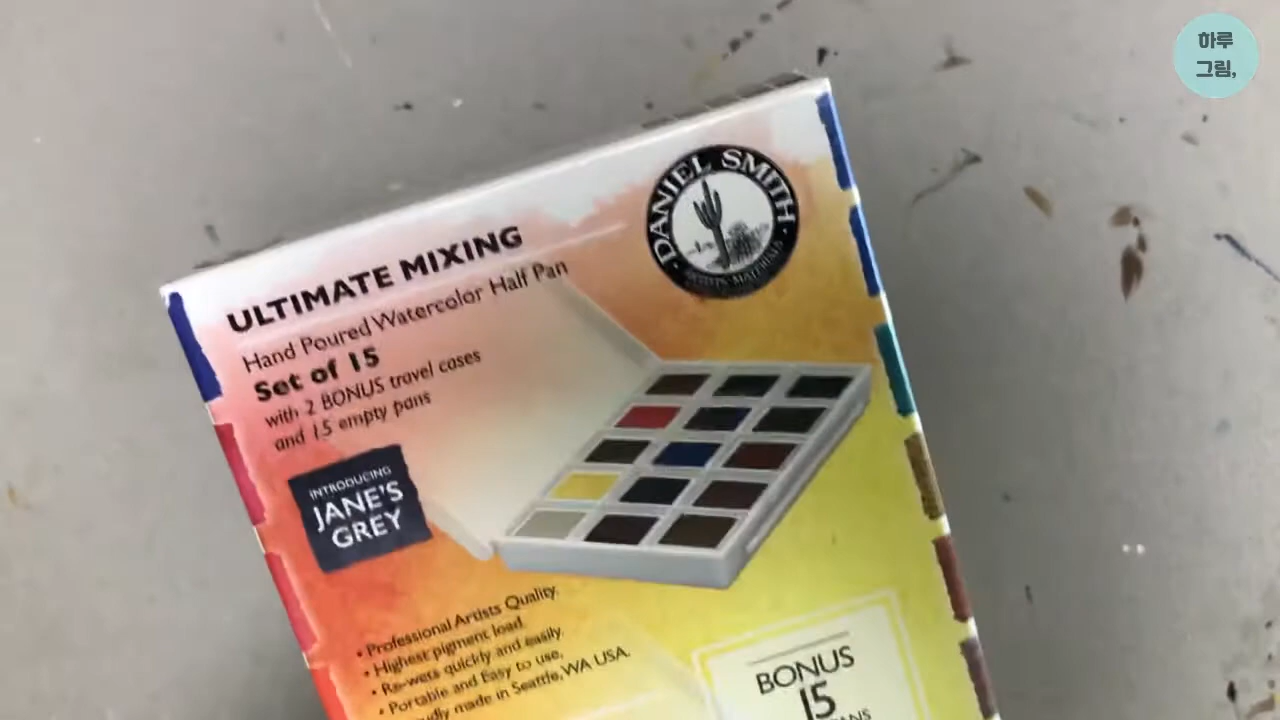 하루
그림,
DANIEL SMITH
ARTISTS' MATERIALS
ULTIMATE MIXING
Hand Poured Watercolor Half Pan
Set of 15
with 2 BONUS travel cases
and 15 empty pans
INTRODUCING
JANE'S
GREY
• Professional Artists Quality.
• Highest pigment load.
• Re-wets quickly and easily.
• Portable and Easy to use.
made in Seattle, WA USA.
BONUS
15